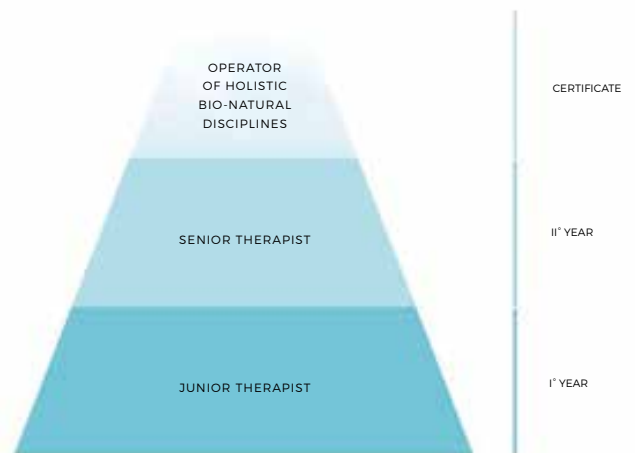 OPERATOR
OF HOLISTIC
BIO-NATURAL
DISCIPLINES
CERTIFICATE
SENIOR THERAPIST
II° YEAR
JUNIOR THERAPIST
I° YEAR